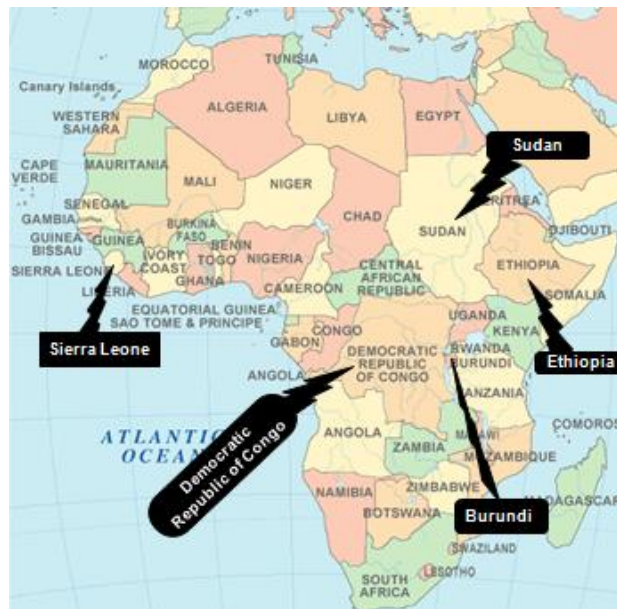 MOROCCO
TUNISIA
Canary Islands
ALGERIA
LIBYA
EGYPT
WESTERN
SAHARA
Sudan
MAURITANIA
CAPE
VERDE
MALI
NIGER
ERITREA
SENEGAL
CHAD
SUDAN
GAMBIA
BURKINA
FASO
DJIBOUTI
GUINEA
BISSAU
GUINEA
BENIN
IVORY
COAST
TOGO
NIGERIA
ETHIOPIA
SIERRA LEONE
CENTRAL
AFRICAN
REPUBLIC
GHANA
LIBERIA
CAMEROON
SOMALIA
EQUATORIAL GUINEA
SAO TOME & PRINCIPE
UGANDA
KENYA
CONGO
Sierra Leone
GABON
DEMOCRATIC
REPUBLIC
OF CONGO
RWANDA
BURUNDI
Ethiopia
ANGOLA
TANZANIA
Democratic
Republic of Congo
ATLANTIC
OCEAN
ANGOLA
MALAWI
COMOROS
ZAMBIA
MOZAMBIQUE
NAMIBIA
ZIMBABWE
MADAGASCAR
BOTSWANA
Burundi
SWAZILAND
LESOTHO
SOUTH
AFRICA